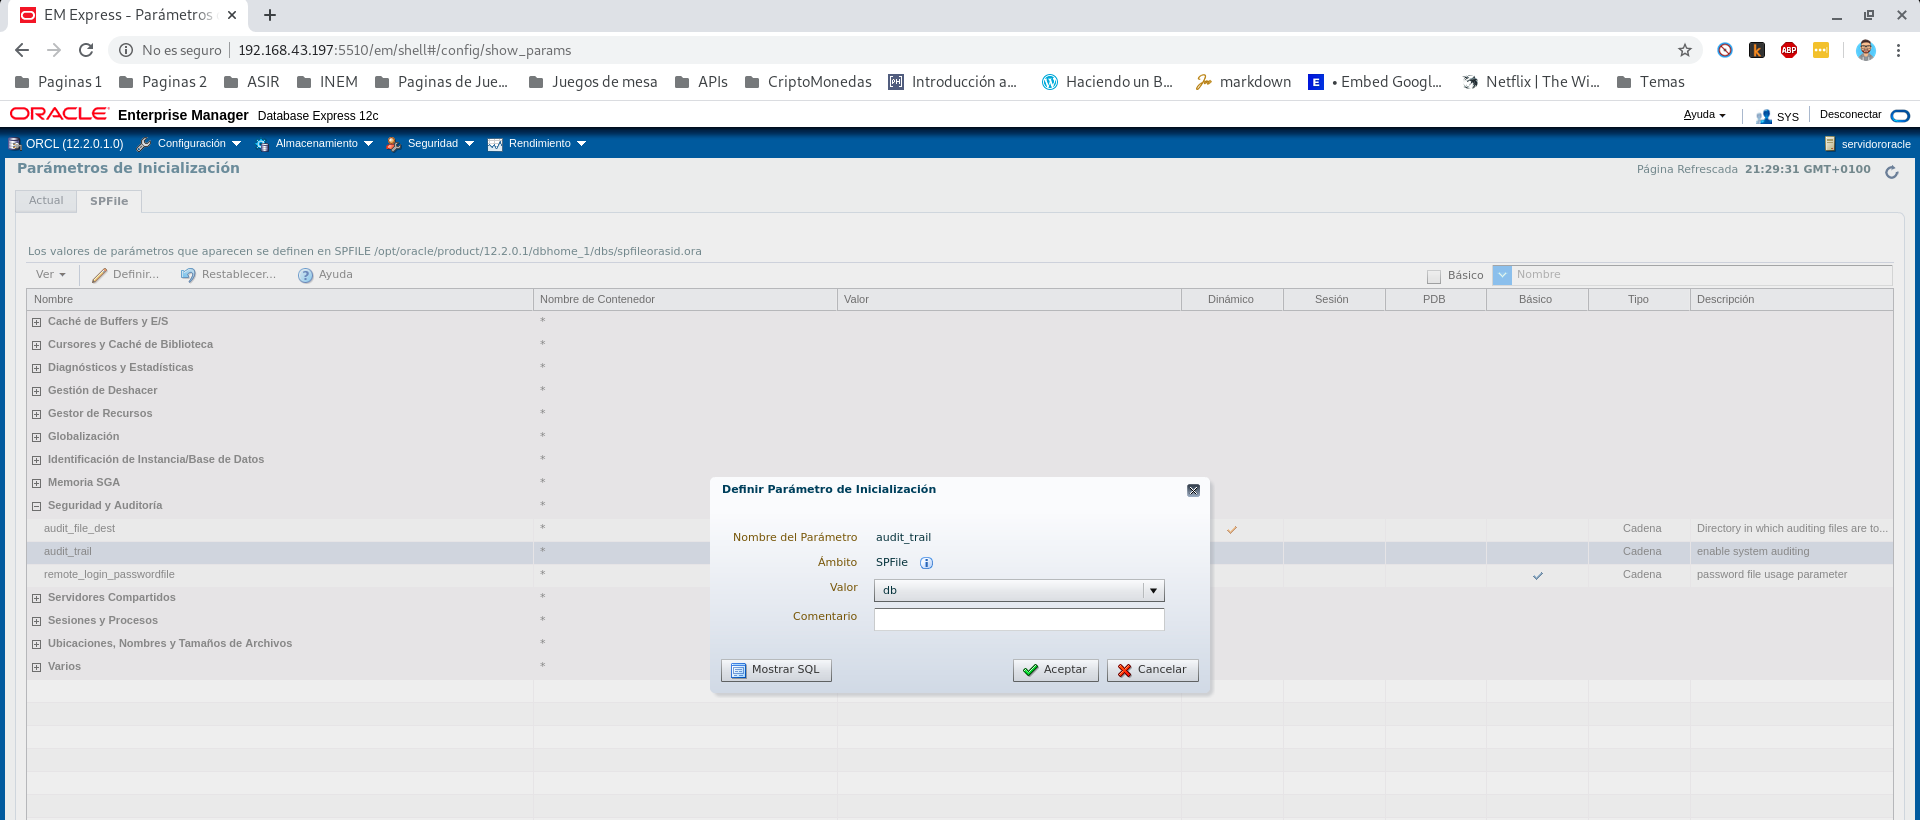 EM Express - Parámetros
No es seguro 192.168.43.197:5510/em/shell#/config/show_params
ABP
Paginas 1 Paginas 2 ASIR INEM Paginas de Jue... Juegos de mesa APIs CriptoMonedas Introducción a... Haciendo un B... markdown • Embed Googl... Netflix | The Wi... Temas
ORACLE Enterprise Manager Database Express 12c Ayuda SYS Desconectar
ORCL (12.2.0.1.0) Configuración Almacenamiento Seguridad Rendimiento servidororacle
Parámetros de Inicialización Página Refrescada 21:29:31 GMT+0100
Actual SPFile
Los valores de parámetros que aparecen se definen en SPFILE /opt/oracle/product/12.2.0.1/dbhome_1/dbs/spfileorasid.ora
Ver Definir... Restablecer... Ayuda Básico Nombre
Nombre Nombre de Contenedor Valor Dinámico Sesión PDB Básico Tipo Descripción
Caché de Buffers y E/S *
Cursores y Caché de Biblioteca *
Diagnósticos y Estadísticas *
Gestión de Deshacer *
Gestor de Recursos *
Globalización *
Identificación de Instancia/Base de Datos *
Memoria SGA *
Seguridad y Auditoría *
audit_file_dest * Cadena Directory in which auditing files are to...
audit_trail * Cadena enable system auditing
remote_login_passwordfile * Cadena password file usage parameter
Servidores Compartidos *
Sesiones y Procesos *
Ubicaciones, Nombres y Tamaños de Archivos *
Varios *
Definir Parámetro de Inicialización
Nombre del Parámetro audit_trail
Ámbito SPFile
Valor db
Comentario
Mostrar SQL Aceptar Cancelar